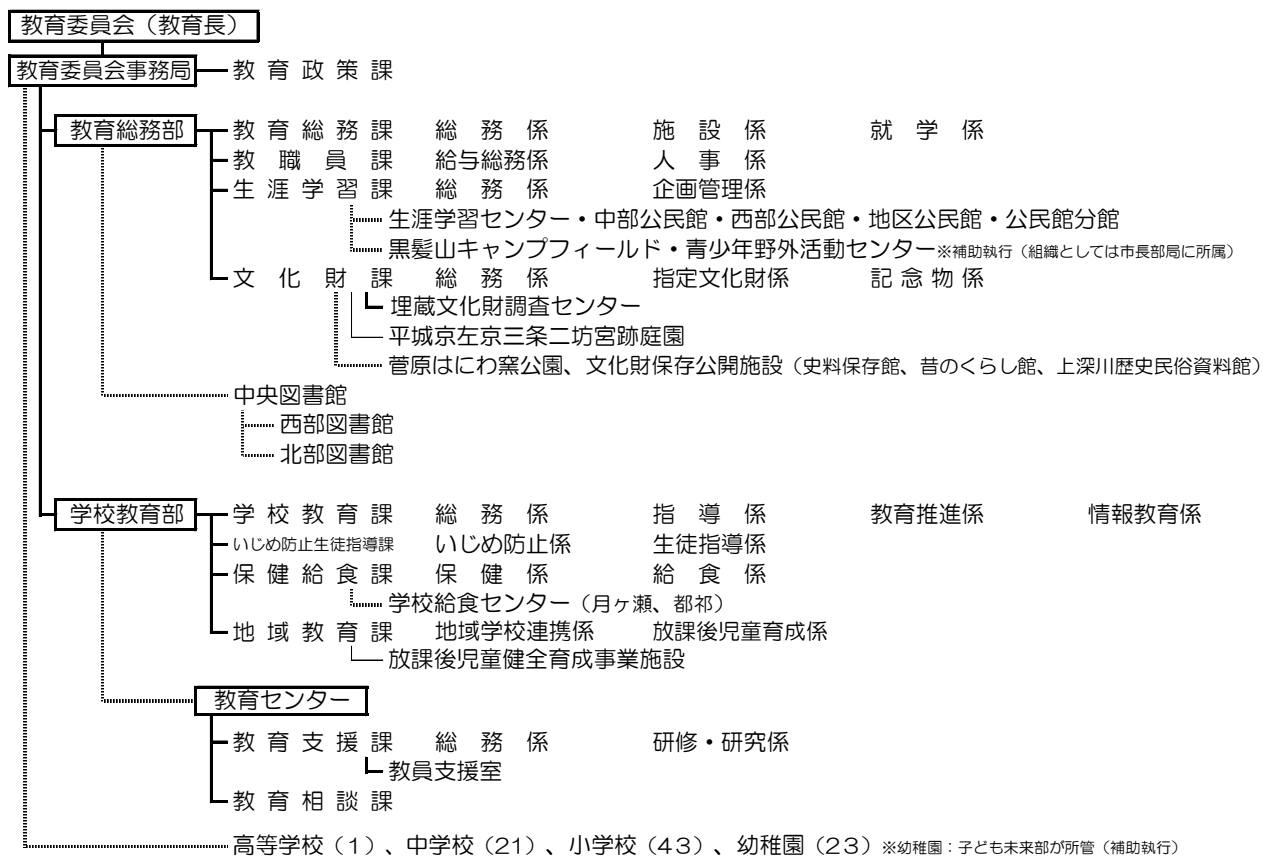 教育委員会（教育長）
教育委員会事務局 教育政策課
教育総務部 教育総務課 総務係 施設係 就学係
教職員課 給与総務係 人事係
生涯学習課 総務係 企画管理係
生涯学習センター・中部公民館・西部公民館・地区公民館・公民館分館
黒髪山キャンプフィールド・青少年野外活動センター※補助執行（組織としては市長部局に所属）
文化財課 総務係 指定文化財係 記念物係
埋蔵文化財調査センター
平城京左京三条二坊宮跡庭園
菅原はにわ窯公園、文化財保存公開施設（史料保存館、昔のくらし館、上深川歴史民俗資料館）
中央図書館
西部図書館
北部図書館
学校教育部 学校教育課 総務係 指導係 教育推進係 情報教育係
いじめ防止生徒指導課 いじめ防止係 生徒指導係
保健給食課 保健係 給食係
学校給食センター（月ヶ瀬、都祁）
地域教育課 地域学校連携係 放課後児童育成係
放課後児童健全育成事業施設
教育センター
教育支援課 総務係 研修・研究係
教員支援室
教育相談課
高等学校（1）、中学校（21）、小学校（43）、幼稚園（23）※幼稚園：子ども未来部が所管（補助執行）